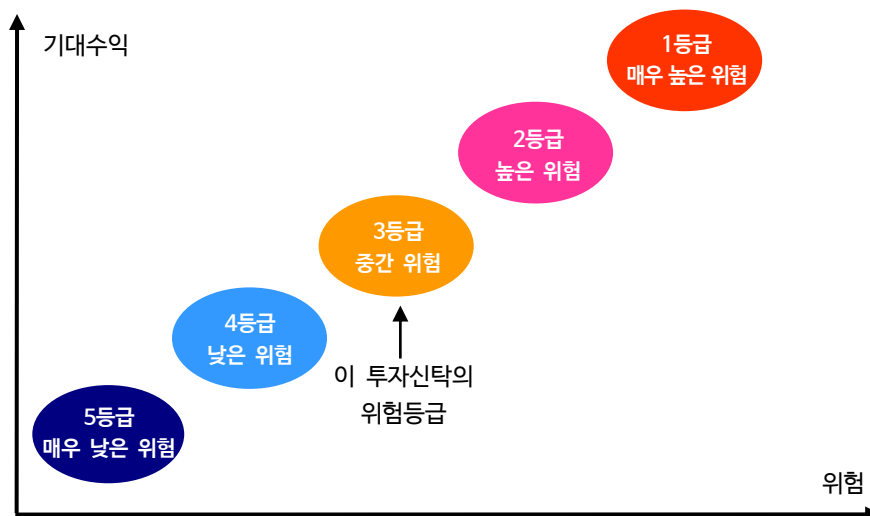 기대수익
1등급
매우 높은 위험
2등급
높은 위험
3등급
중간 위험
4등급
낮은 위험
이 투자신탁의
위험등급
5등급
매우 낮은 위험
위험